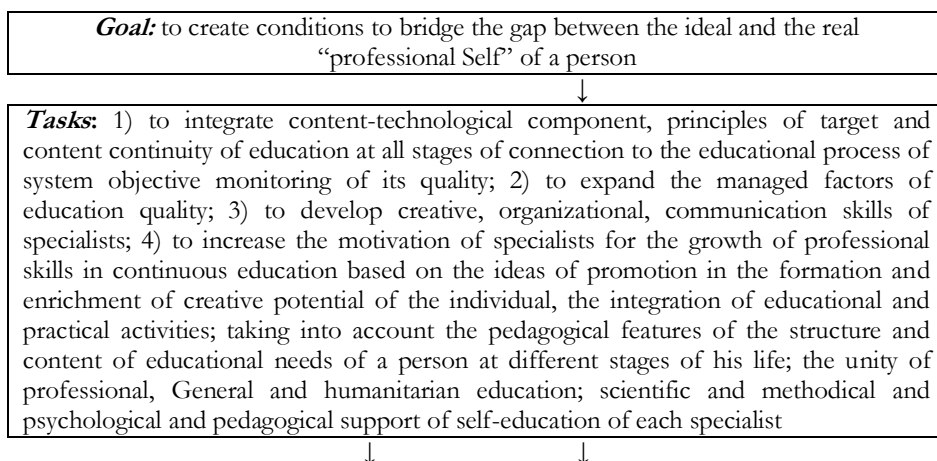 Goal: to create conditions to bridge the gap between the ideal and the real
“professional Self” of a person
↓
Tasks: 1) to integrate content-technological component, principles of target and
content continuity of education at all stages of connection to the educational process of
system objective monitoring of its quality; 2) to expand the managed factors of
education quality; 3) to develop creative, organizational, communication skills of
specialists; 4) to increase the motivation of specialists for the growth of professional
skills in continuous education based on the ideas of promotion in the formation and
enrichment of creative potential of the individual, the integration of educational and
practical activities; taking into account the pedagogical features of the structure and
content of educational needs of a person at different stages of his life; the unity of
professional, General and humanitarian education; scientific and methodical and
psychological and pedagogical support of self-education of each specialist
↓ ↓